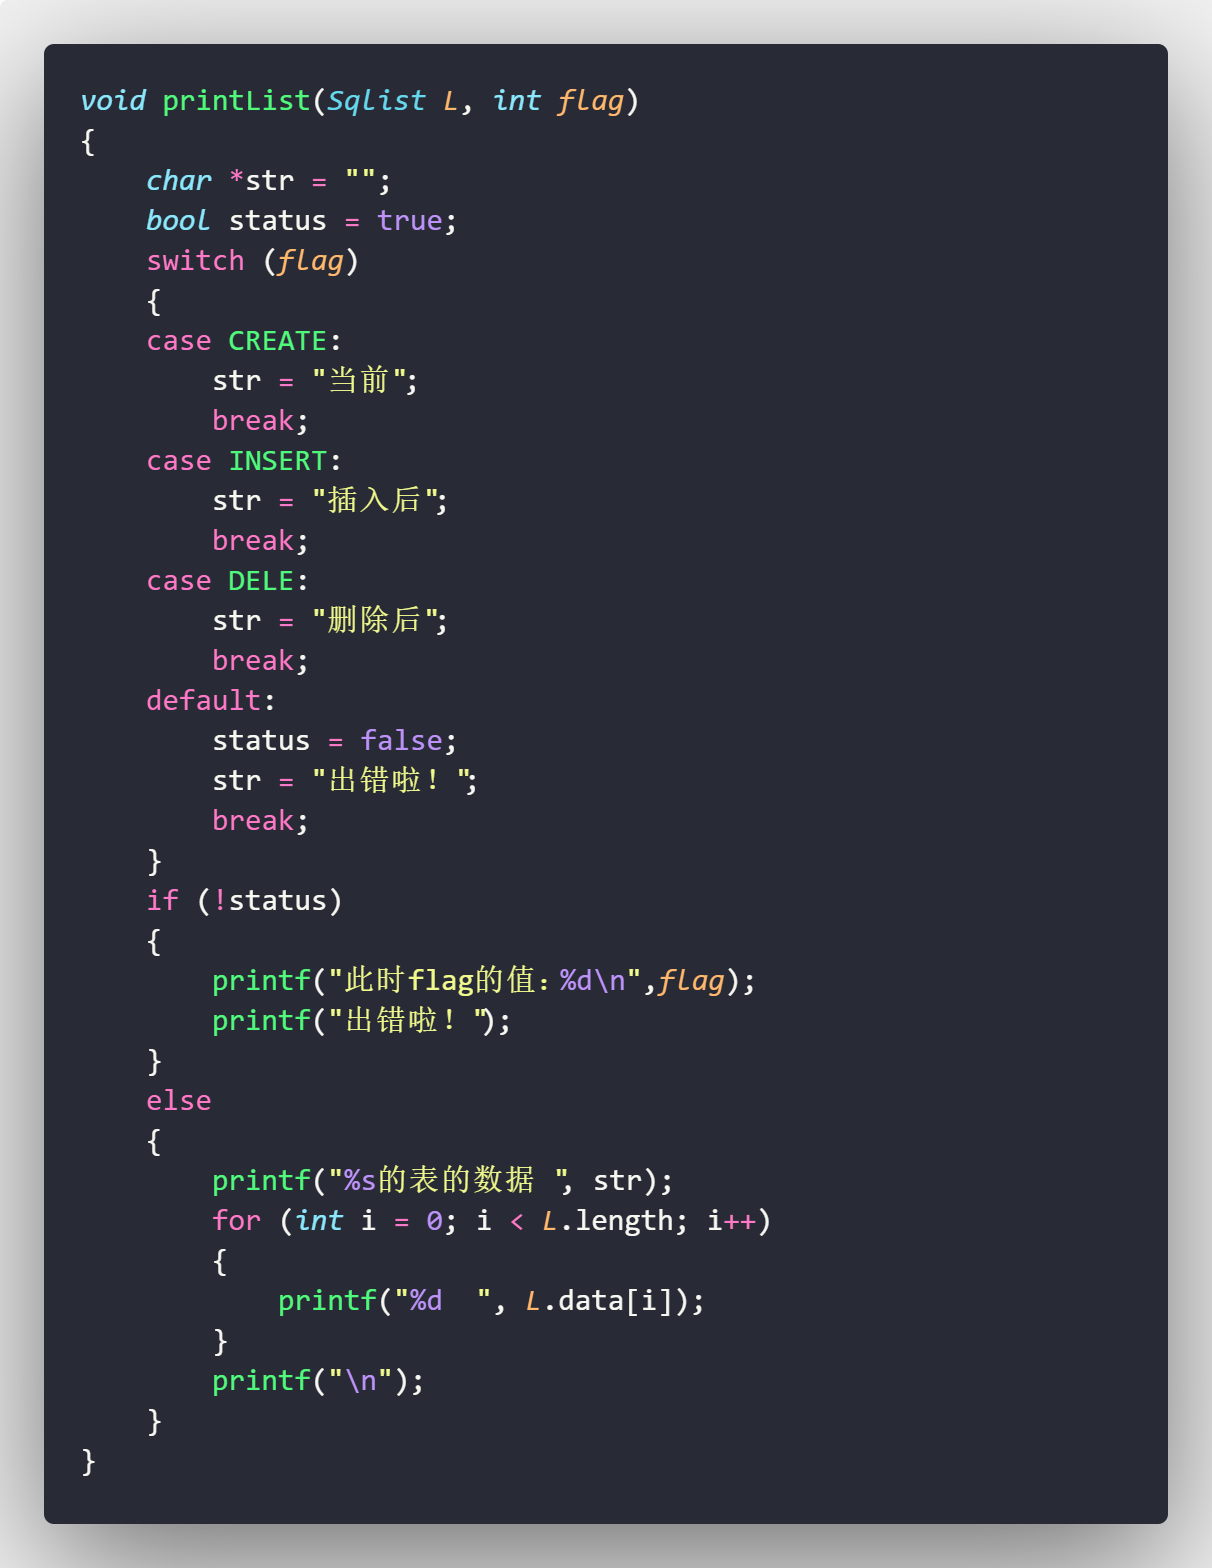 void printList(Sqlist L, int flag)
{
    char *str = "";
    bool status = true;
    switch (flag)
    {
    case CREATE:
        str = "当前";
        break;
    case INSERT:
        str = "插入后";
        break;
    case DELE:
        str = "删除后";
        break;
    default:
        status = false;
        str = "出错啦！";
        break;
    }
    if (!status)
    {
        printf("此时flag的值：%d\n",flag);
        printf("出错啦！");
    }
    else
    {
        printf("%s的表的数据 ", str);
        for (int i = 0; i < L.length; i++)
        {
            printf("%d  ", L.data[i]);
        }
        printf("\n");
    }
}